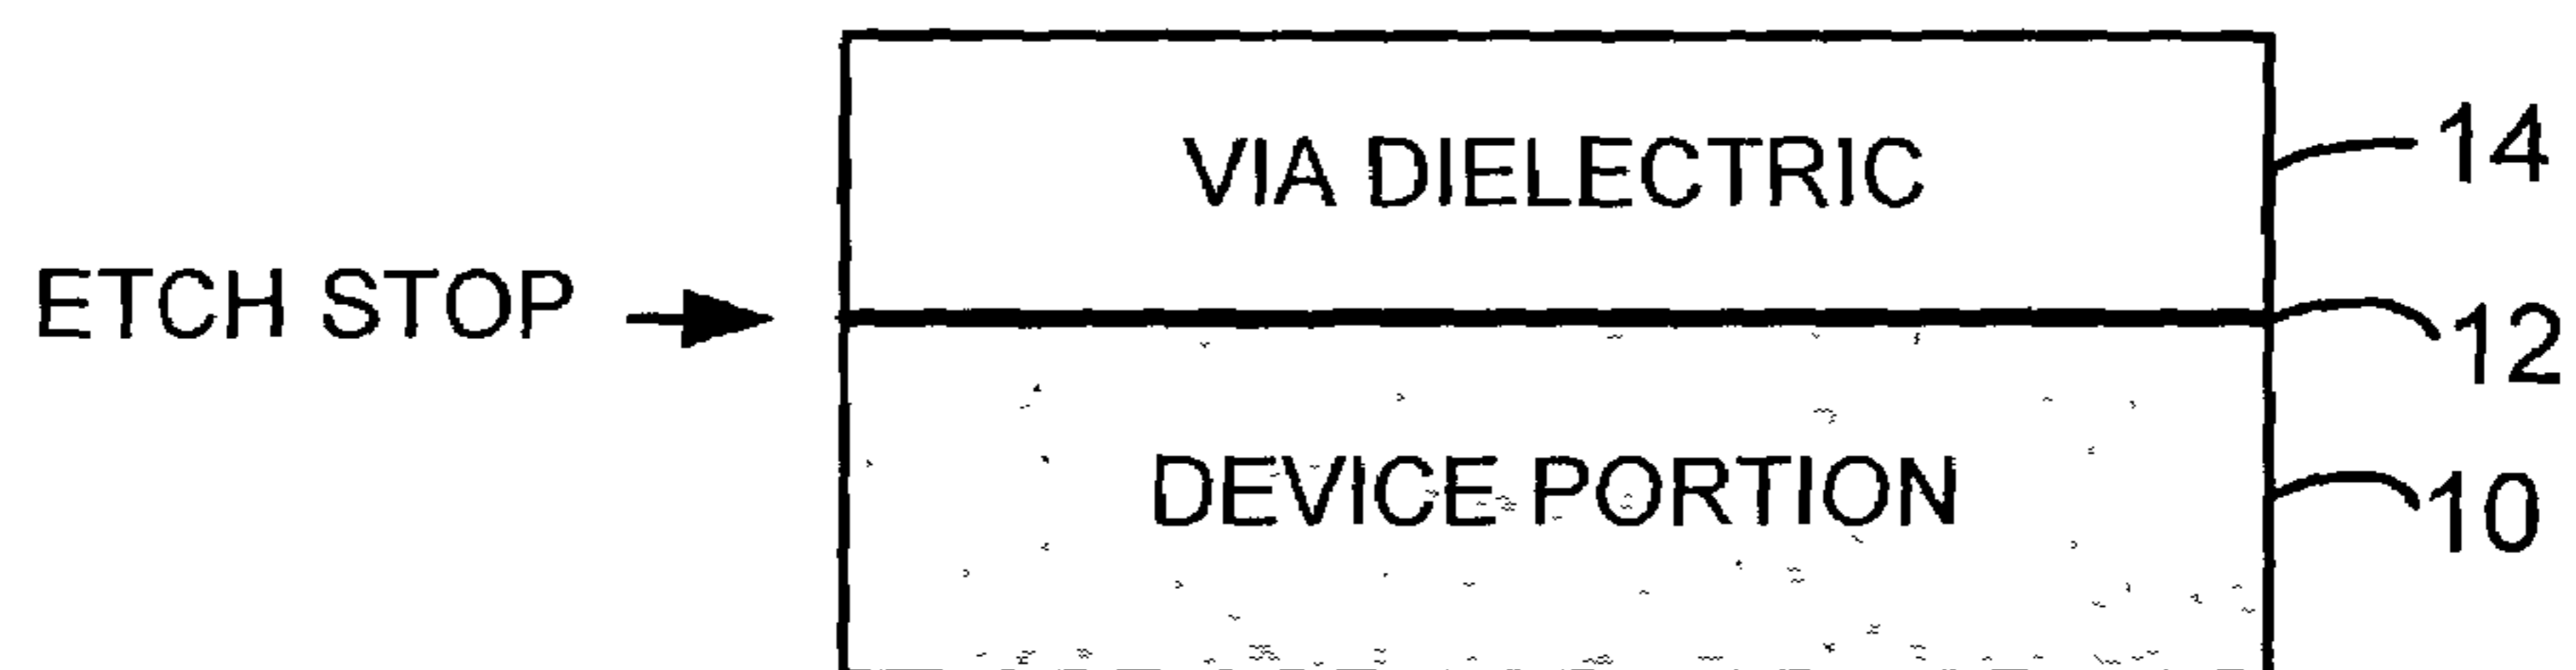 VIA DIELECTRIC
14
ETCH STOP
12
DEVICE PORTION
10